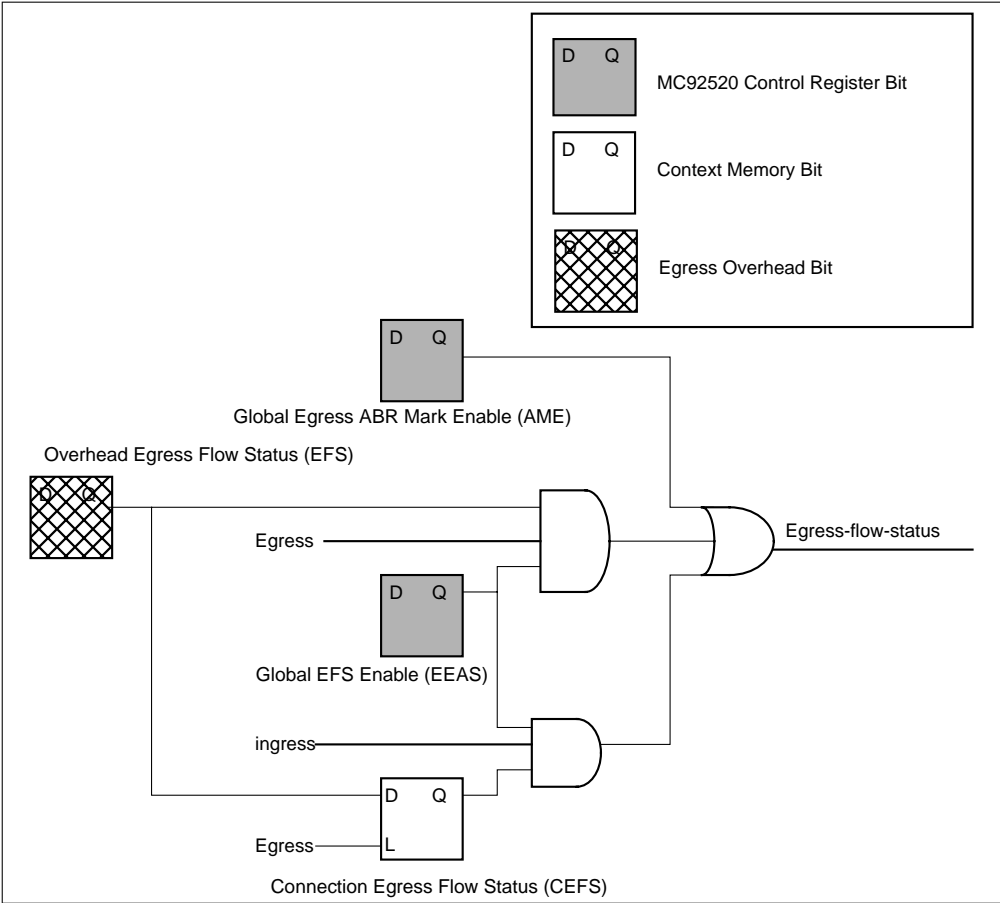 D Q
MC92520 Control Register Bit
D Q
Context Memory Bit
D Q
Egress Overhead Bit
D Q
Global Egress ABR Mark Enable (AME)
Overhead Egress Flow Status (EFS)
D Q
Egress
Egress-flow-status
D Q
Global EFS Enable (EEAS)
ingress
D Q
Egress
L
Connection Egress Flow Status (CEFS)